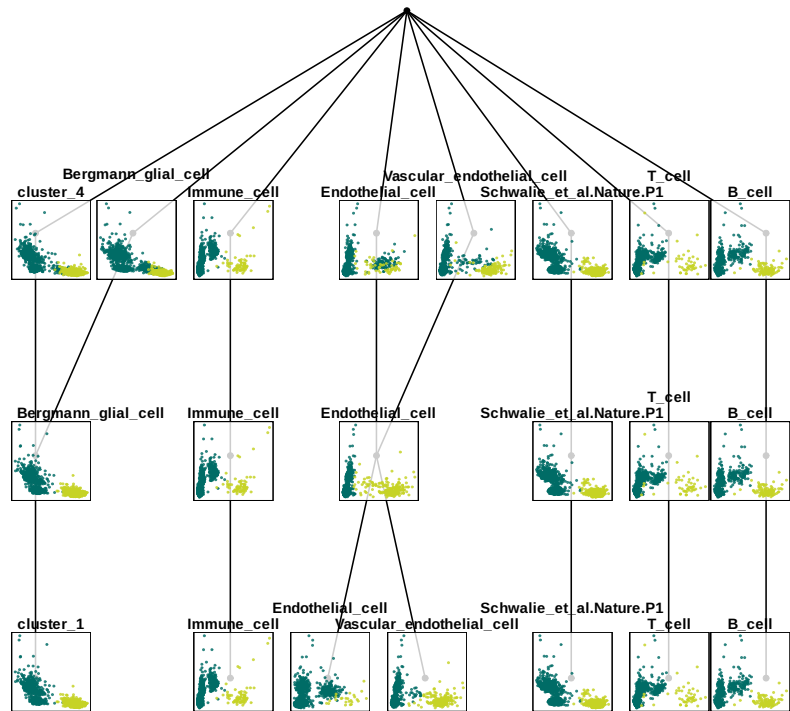 Bergmann_glial_cell
Vascular_endothelial_cell
T_cell
cluster_4
Immune_cell
Endothelial_cell
Schwalie_et_al.Nature.P1
B_cell
T_cell
Bergmann_glial_cell
Immune_cell
Endothelial_cell
Schwalie_et_al.Nature.P1
B_cell
Endothelial_cell
Schwalie_et_al.Nature.P1
cluster_1
Immune_cell
Vascular_endothelial_cell
T_cell
B_cell